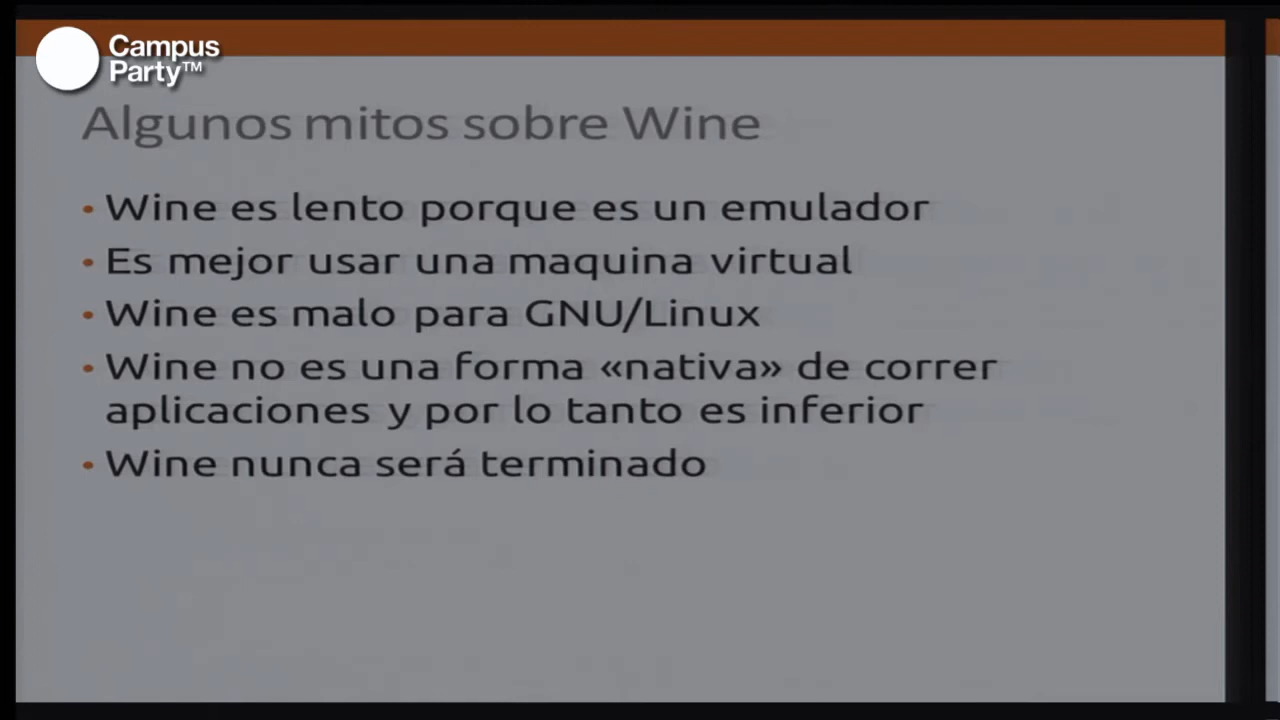 Campus
Party™
Algunos mitos sobre Wine
• Wine es lento porque es un emulador
• Es mejor usar una maquina virtual
• Wine es malo para GNU/Linux
• Wine no es una forma «nativa» de correr
aplicaciones y por lo tanto es inferior
• Wine nunca será terminado